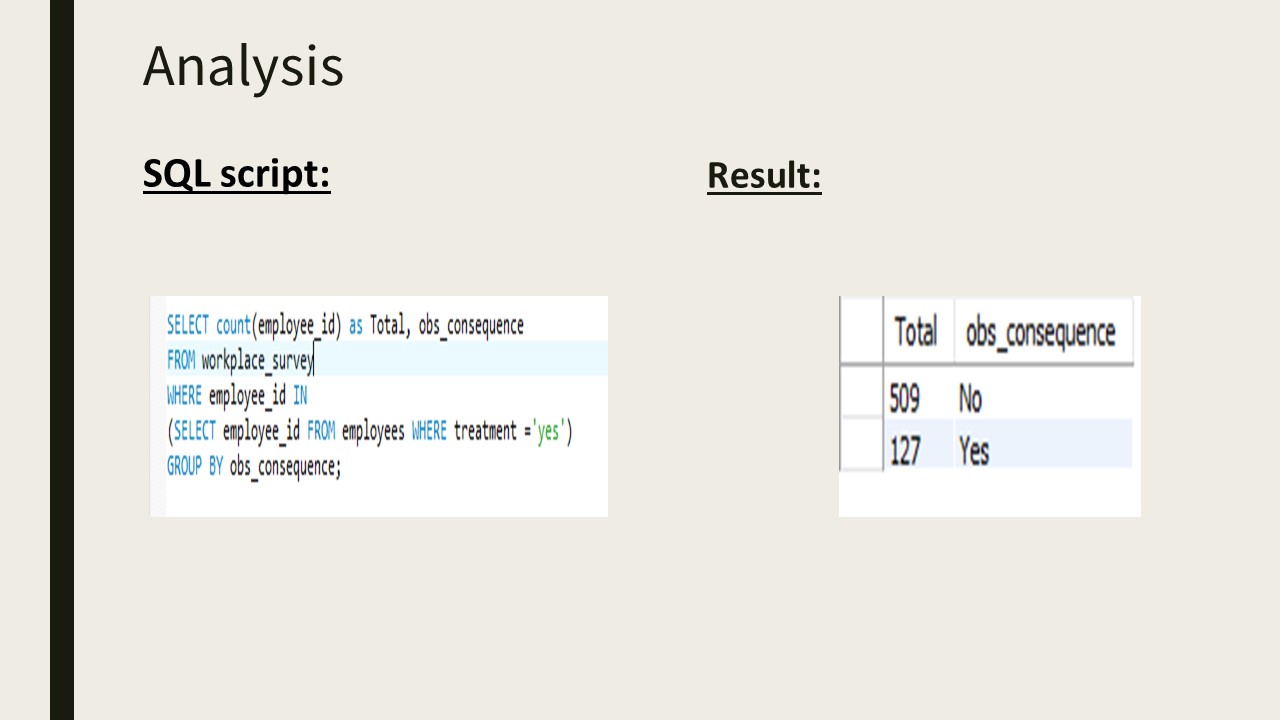 Analysis
SQL script:
Result:
SELECT count(employee_id) as Total, obs_consequence
FROM workplace_survey
WHERE employee_id IN
(SELECT employee_id FROM employees WHERE treatment ='yes')
GROUP BY obs_consequence;
Total obs_consequence
509 No
127 Yes